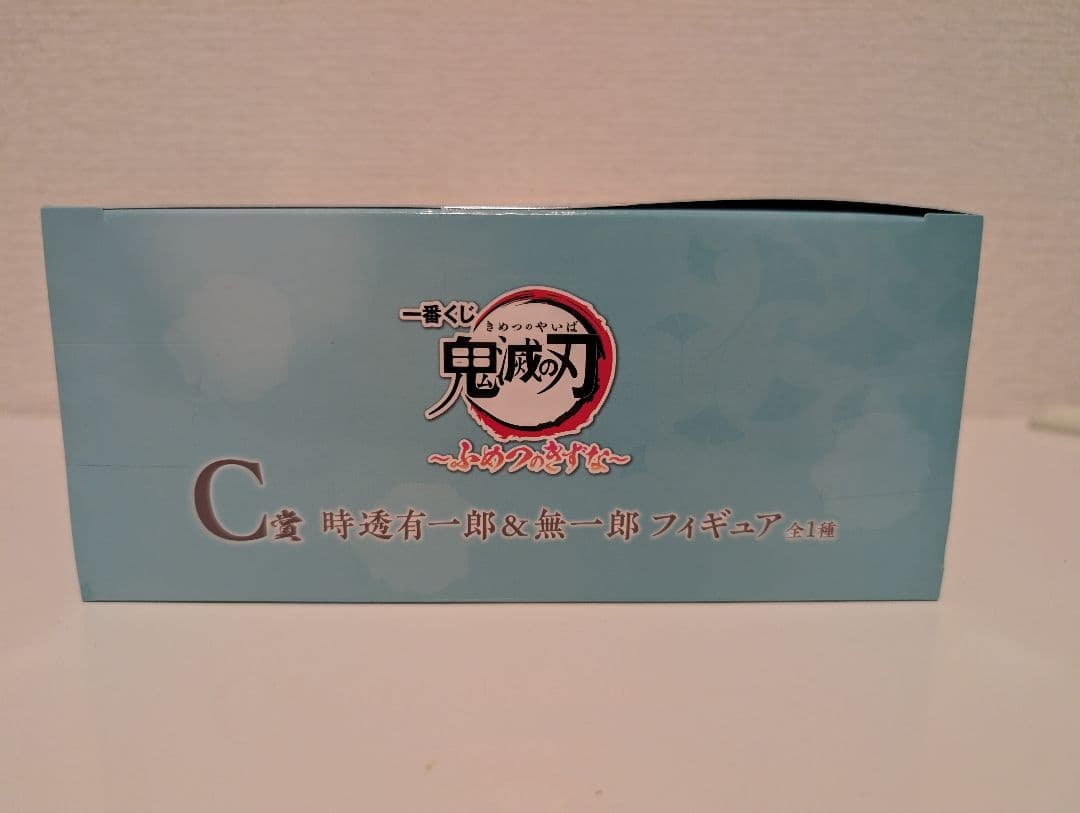 一番くじ
きめつのやいば
鬼滅の刃
～ふめつのきずな～
C賞 時透有一郎＆無一郎 フィギュア 全1種